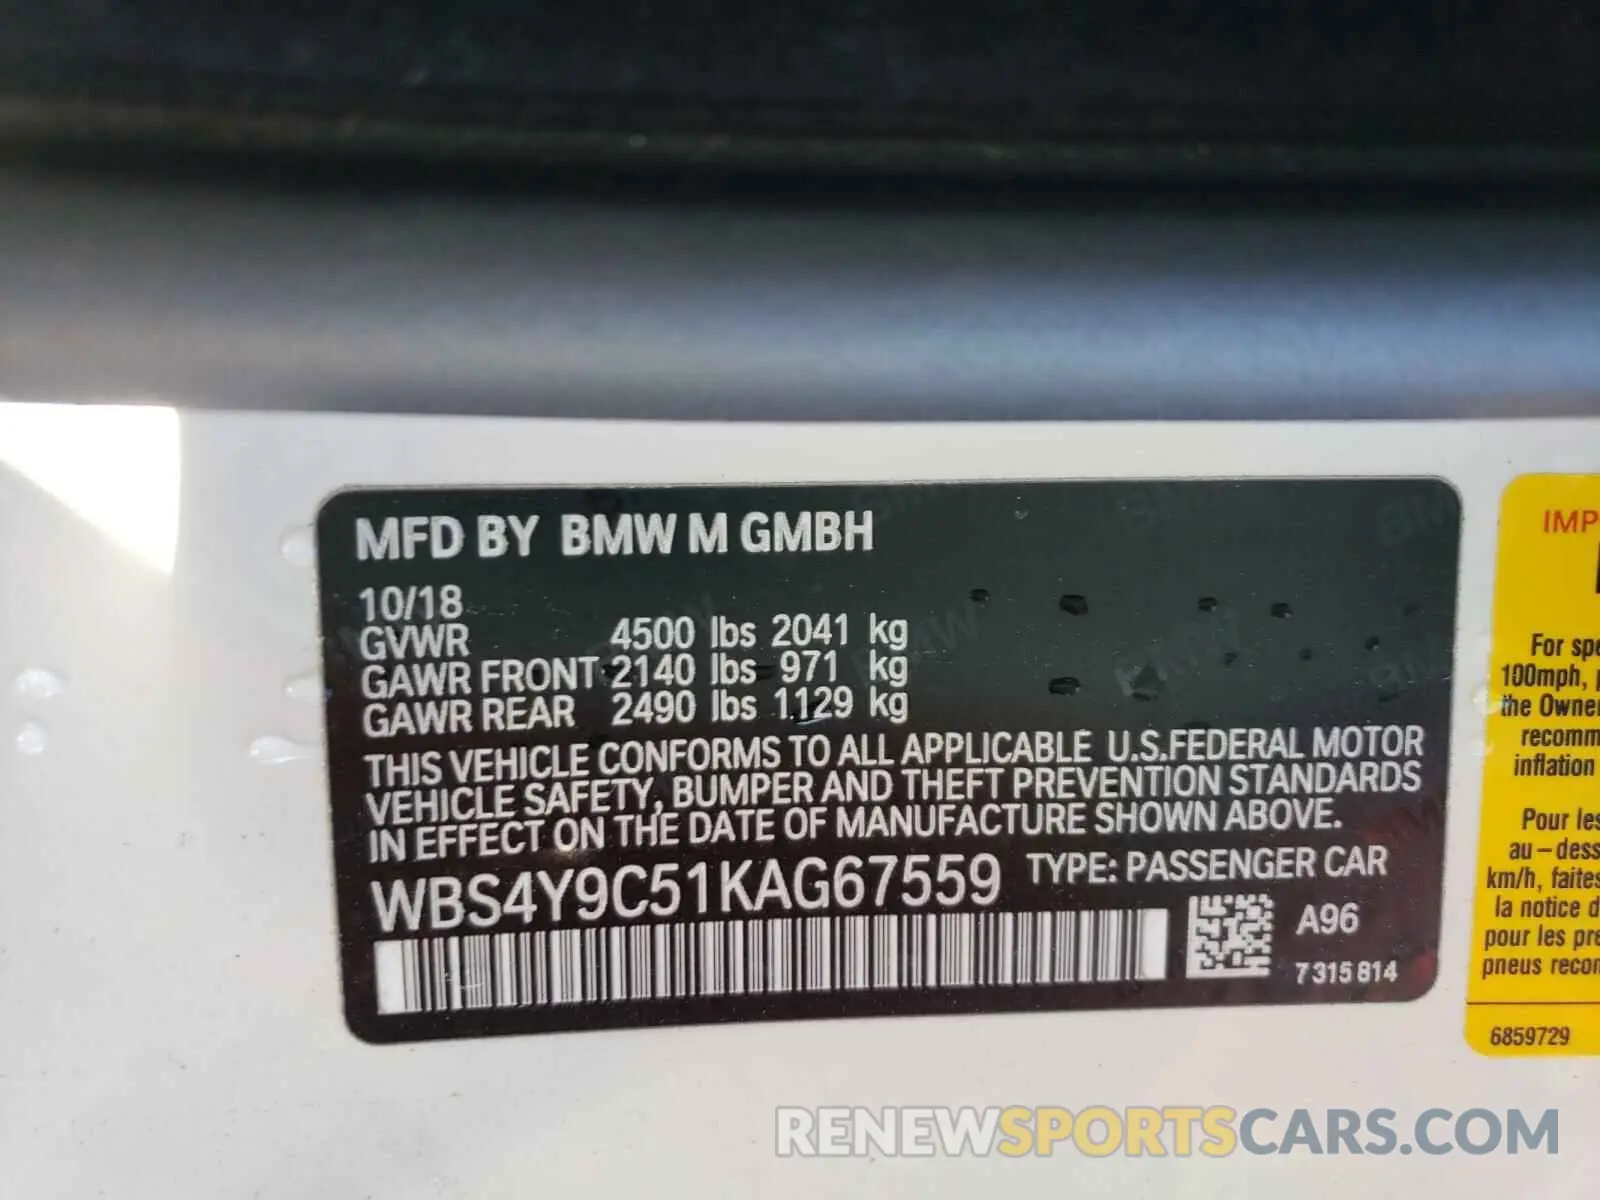 MFD BY BMW M GMBH
10/18
GVWR 4500 lbs 2041 kg
GAWR FRONT 2140 lbs 971 kg
GAWR REAR 2490 lbs 1129 kg
THIS VEHICLE CONFORMS TO ALL APPLICABLE U.S.FEDERAL MOTOR
VEHICLE SAFETY, BUMPER AND THEFT PREVENTION STANDARDS
IN EFFECT ON THE DATE OF MANUFACTURE SHOWN ABOVE.
WBS4Y9C51KAG67559 TYPE: PASSENGER CAR
A96
7315814
IMP
For spe
100mph, p
the Owner
recomm
inflation
Pour les
au-dess
km/h, faites
la notice d
pour les pre
pneus recon
6859729
RENEWSPORTSCARS.COM